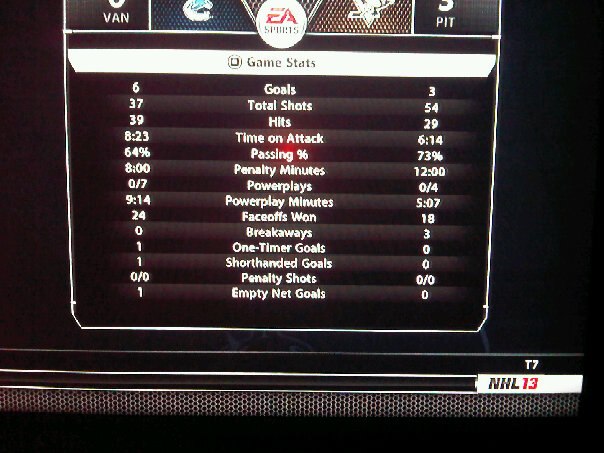 VAN EA SPORTS PIT
Game Stats
6 Goals 3
37 Total Shots 54
39 Hits 29
8:23 Time on Attack 6:14
64% Passing % 73%
8:00 Penalty Minutes 12:00
0/7 Powerplays 0/4
9:14 Powerplay Minutes 5:07
24 Faceoffs Won 18
0 Breakaways 3
1 One-Timer Goals 0
1 Shorthanded Goals 0
0/0 Penalty Shots 0/0
1 Empty Net Goals 0
T7
NHL 13